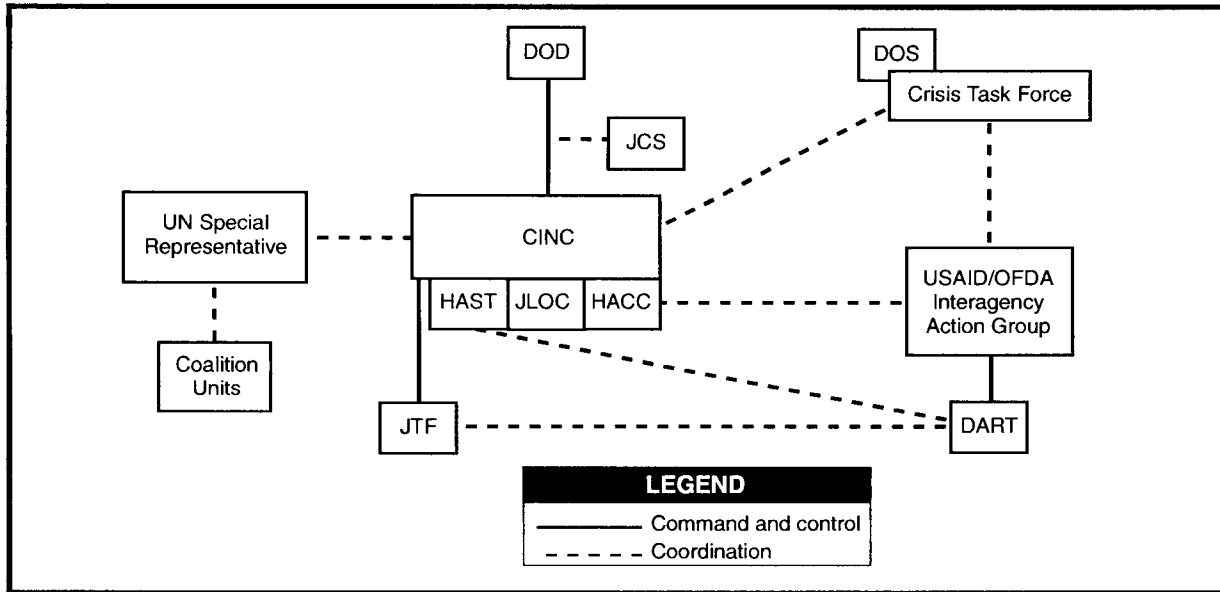 DOD
DOS
Crisis Task Force
JCS
UN Special
Representative
CINC
HAST
JLOC
HACC
USAID/OFDA
Interagency
Action Group
Coalition
Units
JTF
DART
LEGEND
Command and control
Coordination